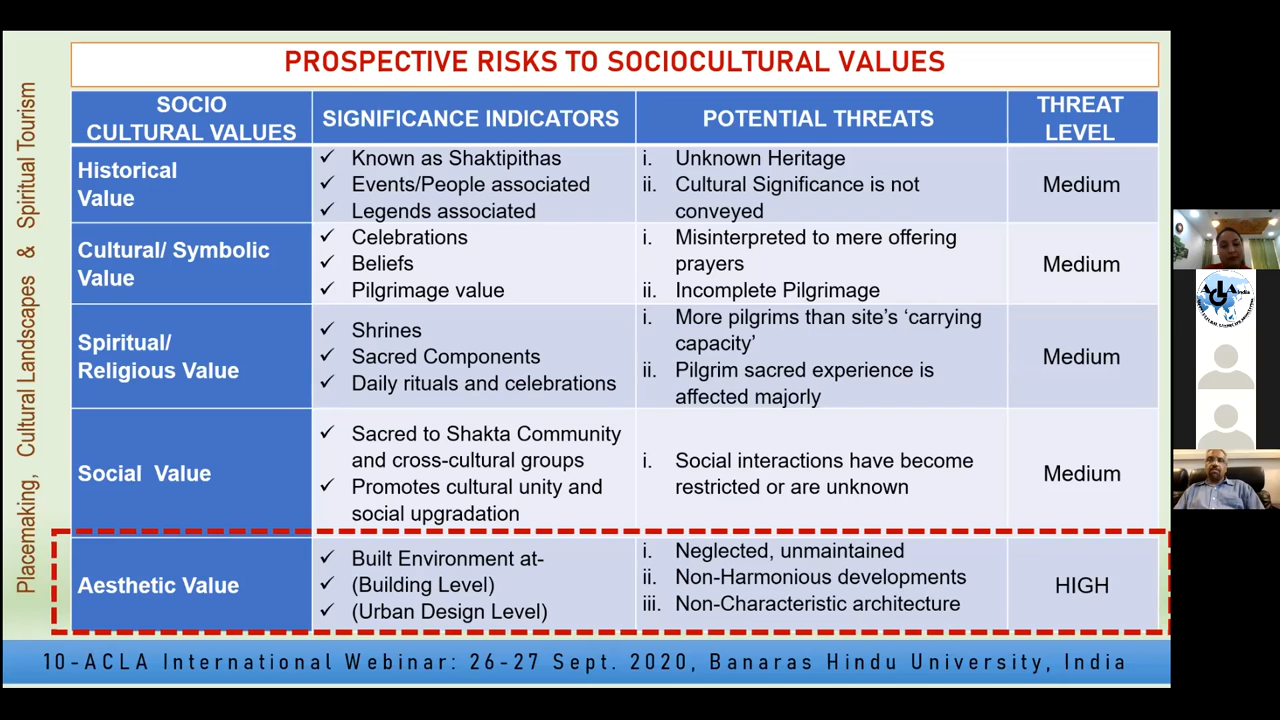 PROSPECTIVE RISKS TO SOCIOCULTURAL VALUES
Placemaking, Cultural Landscapes & Spiritual Tourism
SOCIO
CULTURAL VALUES
SIGNIFICANCE INDICATORS
POTENTIAL THREATS
THREAT
LEVEL
Historical
Value
✓ Known as Shaktipithas
✓ Events/People associated
✓ Legends associated
i. Unknown Heritage
ii. Cultural Significance is not
conveyed
Medium
Cultural/ Symbolic
Value
✓ Celebrations
✓ Beliefs
✓ Pilgrimage value
i. Misinterpreted to mere offering
prayers
ii. Incomplete Pilgrimage
Medium
Spiritual/
Religious Value
✓ Shrines
✓ Sacred Components
✓ Daily rituals and celebrations
i. More pilgrims than site's 'carrying
capacity'
ii. Pilgrim sacred experience is
affected majorly
Medium
Social Value
✓ Sacred to Shakta Community
and cross-cultural groups
✓ Promotes cultural unity and
social upgradation
i. Social interactions have become
restricted or are unknown
Medium
Aesthetic Value
✓ Built Environment at-
✓ (Building Level)
✓ (Urban Design Level)
i. Neglected, unmaintained
ii. Non-Harmonious developments
iii. Non-Characteristic architecture
HIGH
10-ACLA International Webinar: 26-27 Sept. 2020, Banaras Hindu University, India
ACLA
India